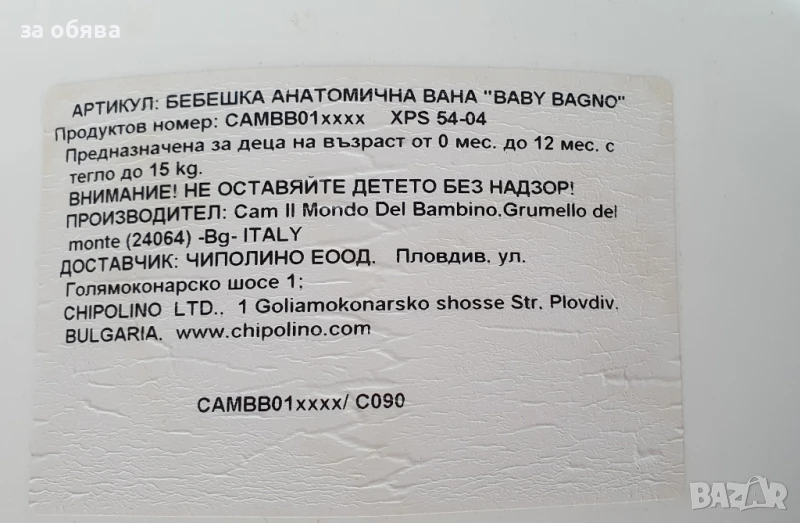 за обява
АРТИКУЛ: БЕБЕШКА АНАТОМИЧНА ВАНА "BABY BAGNO"
Продуктов номер: CAMBB01xxxx XPS 54-04
Предназначена за деца на възраст от 0 мес. до 12 мес. с
тегло до 15 kg.
ВНИМАНИЕ! НЕ ОСТАВЯЙТЕ ДЕТЕТО БЕЗ НАДЗОР!
ПРОИЗВОДИТЕЛ: Cam Il Mondo Del Bambino.Grumello del
monte (24064) -Bg- ITALY
ДОСТАВЧИК: ЧИПОЛИНО ЕООД. Пловдив, ул.
Голямоконарско шосе 1;
CHIPOLINO LTD.. 1 Goliamokonarsko shosse Str. Plovdiv.
BULGARIA. www.chipolino.com
CAMBB01xxxx/ C090
BAZAR